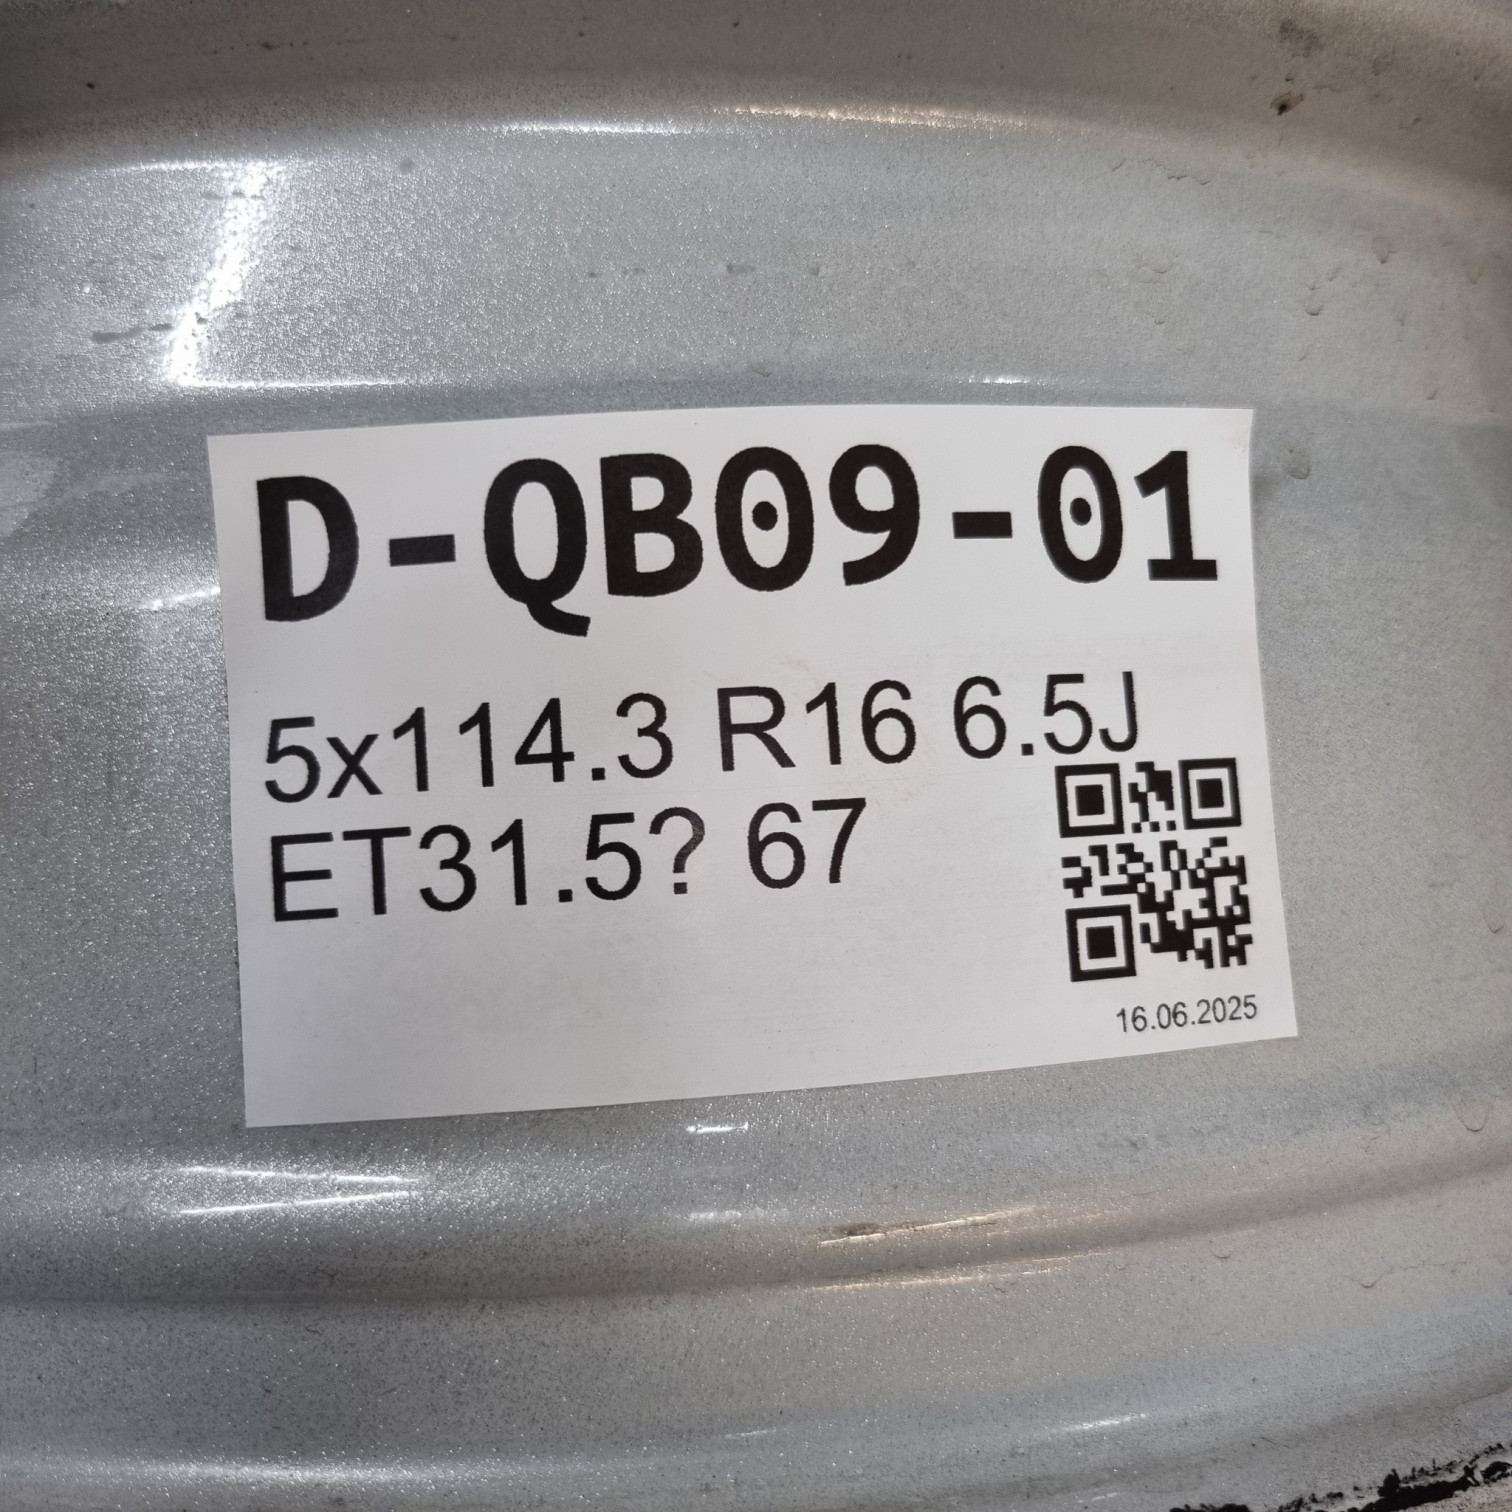 D-QB09-01
5x114.3 R16 6.5J
ET31.5? 67
16.06.2025